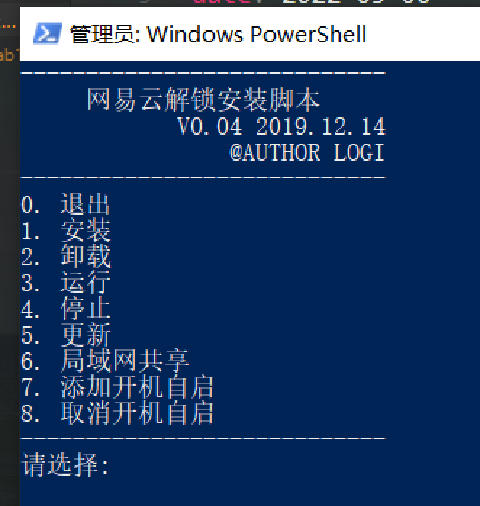 管理员: Windows PowerShell
----------------------------
网易云解锁安装脚本
V0.04 2019.12.14
@AUTHOR LOGI
----------------------------
0. 退出
1. 安装
2. 卸载
3. 运行
4. 停止
5. 更新
6. 局域网共享
7. 添加开机自启
8. 取消开机自启
----------------------------
请选择: